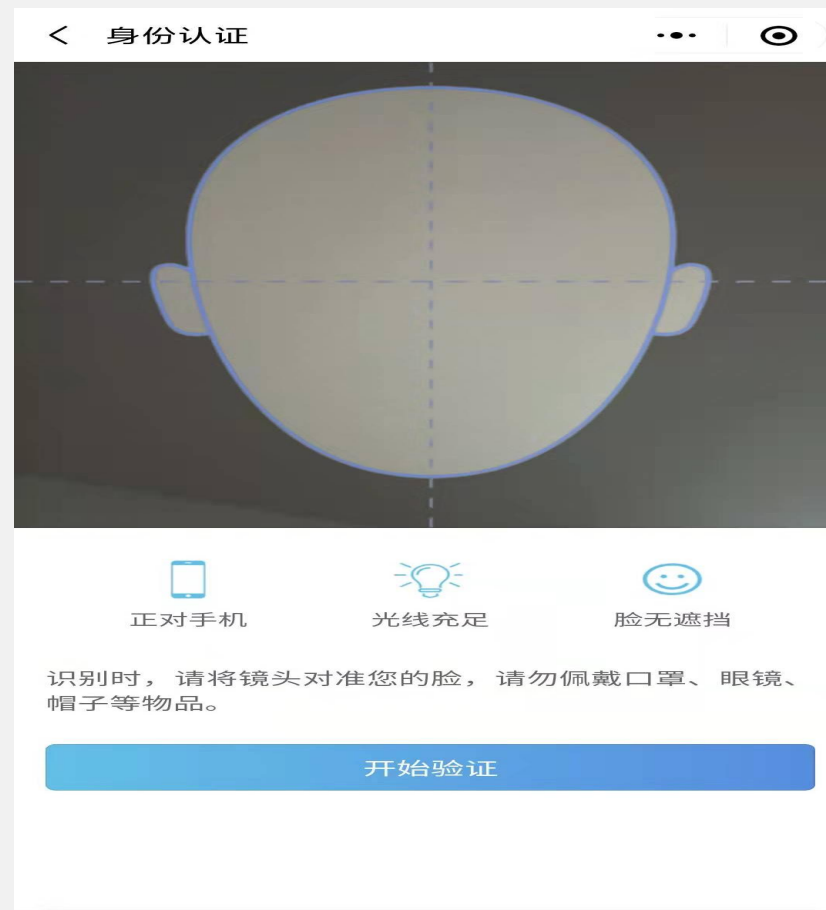 身份认证
正对手机
光线充足
脸无遮挡
识别时，请将镜头对准您的脸，请勿佩戴口罩、眼镜、
帽子等物品。
开始验证